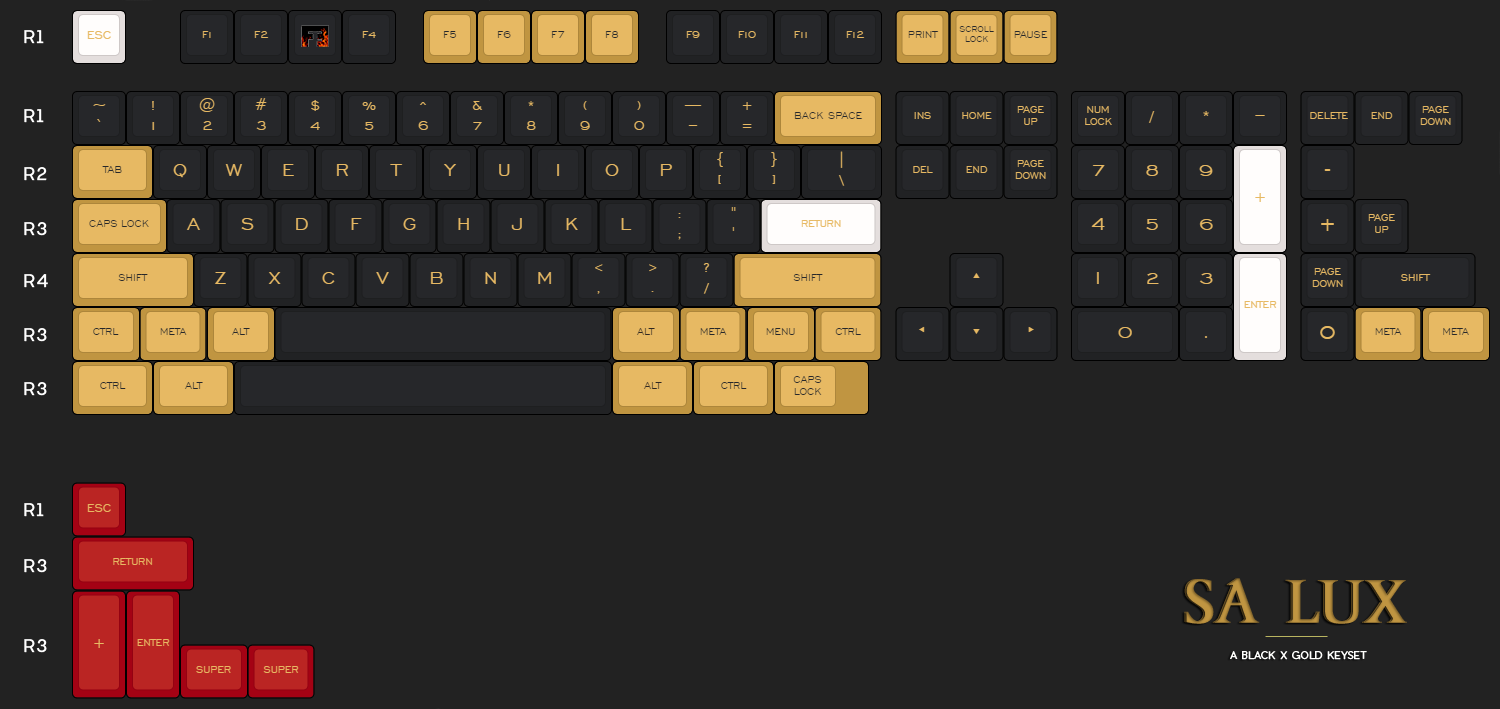 R1 ESC F1 F2 F4 F5 F6 F7 F8 F9 F10 F11 F12 PRINT SCROLL LOCK PAUSE
R1 ~ ` ! 1 @ 2 # 3 $ 4 % 5 ^ 6 & 7 * 8 ( 9 ) 0 — - + = BACK SPACE INS HOME PAGE UP NUM LOCK / * - DELETE END PAGE DOWN
R2 TAB Q W E R T Y U I O P { [ } ] | \ DEL END PAGE DOWN 7 8 9 + -
R3 CAPS LOCK A S D F G H J K L : ; " ' RETURN 4 5 6 + PAGE UP
R4 SHIFT Z X C V B N M < , > . ? / SHIFT ▲ 1 2 3 ENTER PAGE DOWN SHIFT
R3 CTRL META ALT ALT META MENU CTRL ◄ ▼ ► 0 . O META META
R3 CTRL ALT ALT CTRL CAPS LOCK
R1 ESC
R3 RETURN
R3 + ENTER SUPER SUPER
SA LUX
A BLACK X GOLD KEYSET